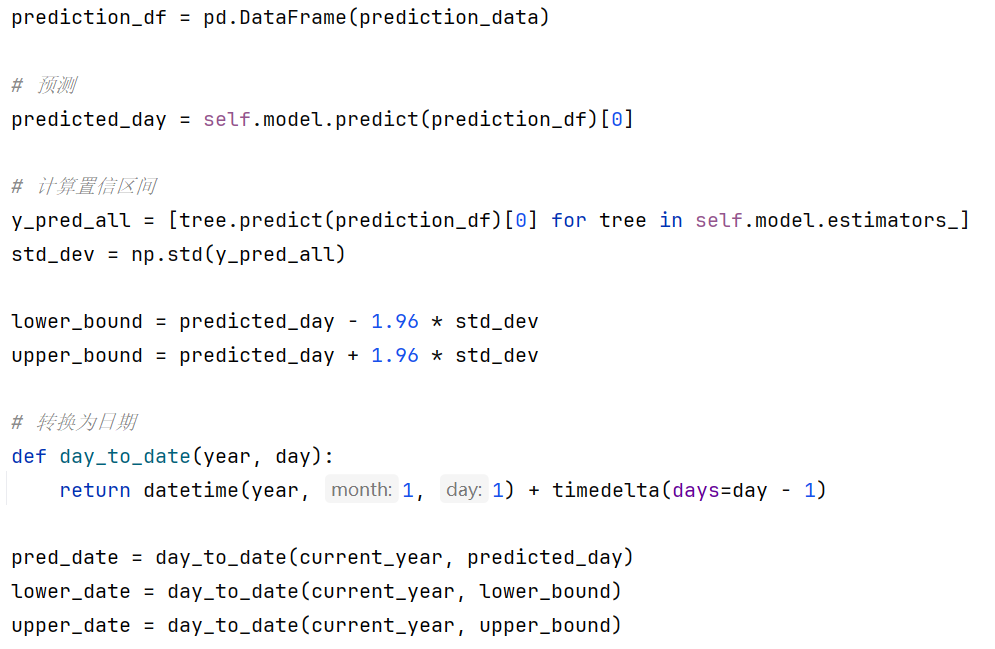 prediction_df = pd.DataFrame(prediction_data)
# 预测
predicted_day = self.model.predict(prediction_df)[0]
# 计算置信区间
y_pred_all = [tree.predict(prediction_df)[0] for tree in self.model.estimators_]
std_dev = np.std(y_pred_all)
lower_bound = predicted_day - 1.96 * std_dev
upper_bound = predicted_day + 1.96 * std_dev
# 转换为日期
def day_to_date(year, day):
    return datetime(year, month: 1, day: 1) + timedelta(days=day - 1)
pred_date = day_to_date(current_year, predicted_day)
lower_date = day_to_date(current_year, lower_bound)
upper_date = day_to_date(current_year, upper_bound)